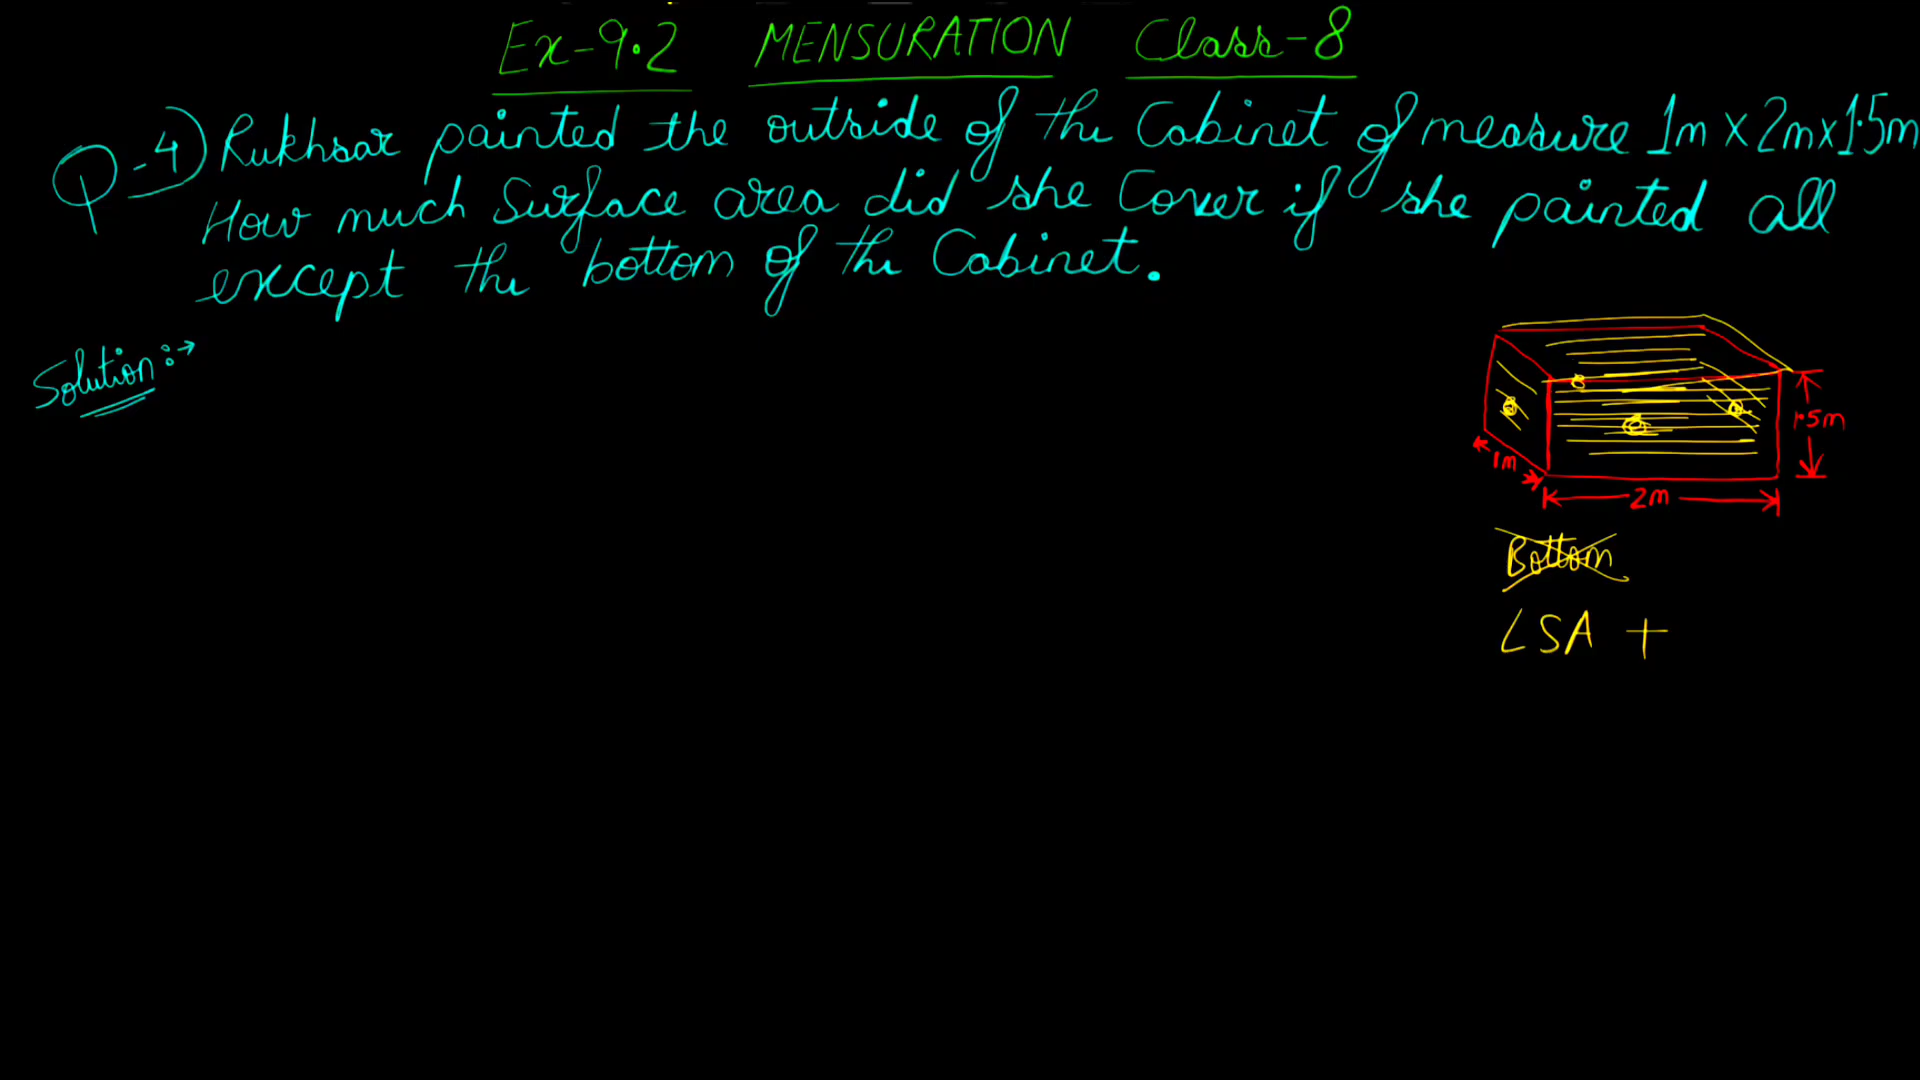 Ex-9.2 MENSURATION Class-8
Q-4) Rukhsar painted the outside of the Cabinet of measure 1m x 2m x 1.5m
How much Surface area did she Cover if she painted all
except the bottom of the Cabinet.
Solution:→
1.5m
1m
2m
Bottom
LSA +